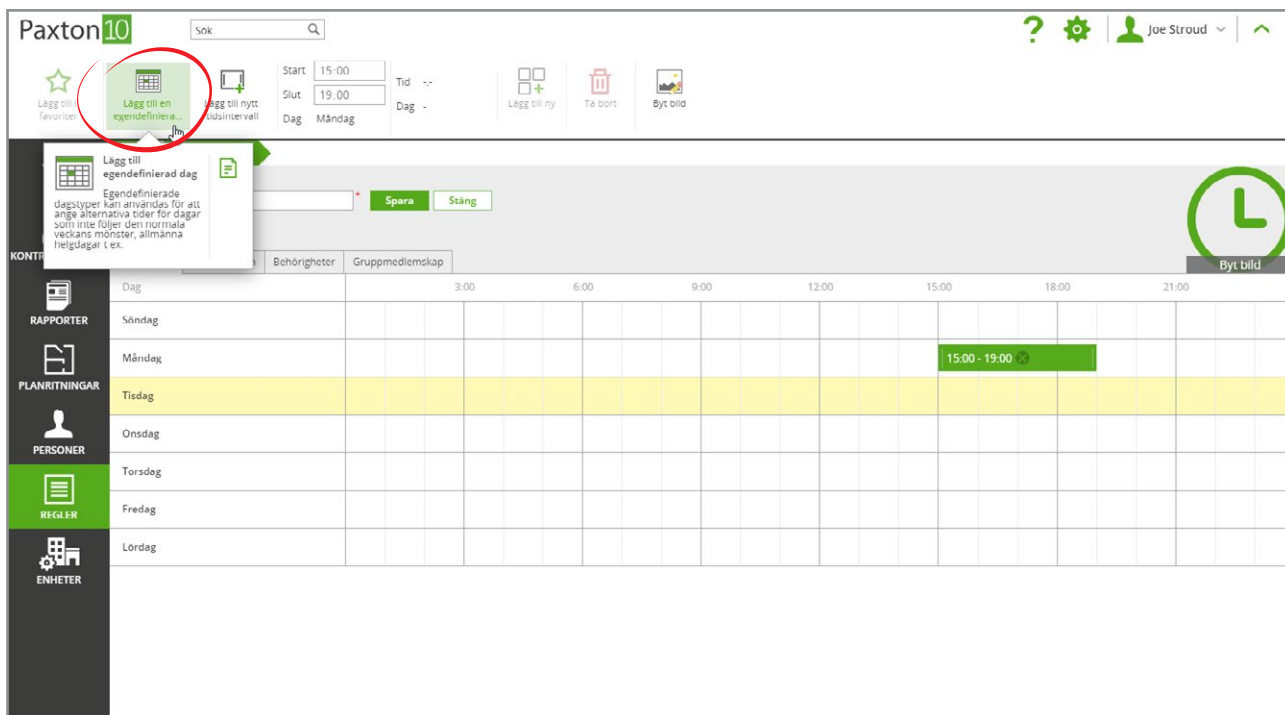 Paxton 10
Sök
Joe Stroud
Lägg till
favoriter
Lägg till en
egendefiniera...
Lägg till nytt
tidsintervall
Start 15:00
Slut 19:00
Dag Måndag
Tid -:-
Dag -
Lägg till ny
Ta bort
Byt bild
Lägg till
egendefinierad dag
Egendefinierade
dagstyper kan användas för att
ange alternativa tider för dagar
som inte följer den normala
veckans mönster, allmänna
helgdagar t ex.
* Spara Stäng
Byt bild
Behörigheter Gruppmedlemskap
Dag 3:00 6:00 9:00 12:00 15:00 18:00 21:00
Söndag
Måndag 15:00 - 19:00
Tisdag
Onsdag
Torsdag
Fredag
Lördag
RAPPORTER
PLANRITNINGAR
PERSONER
REGLER
ENHETER